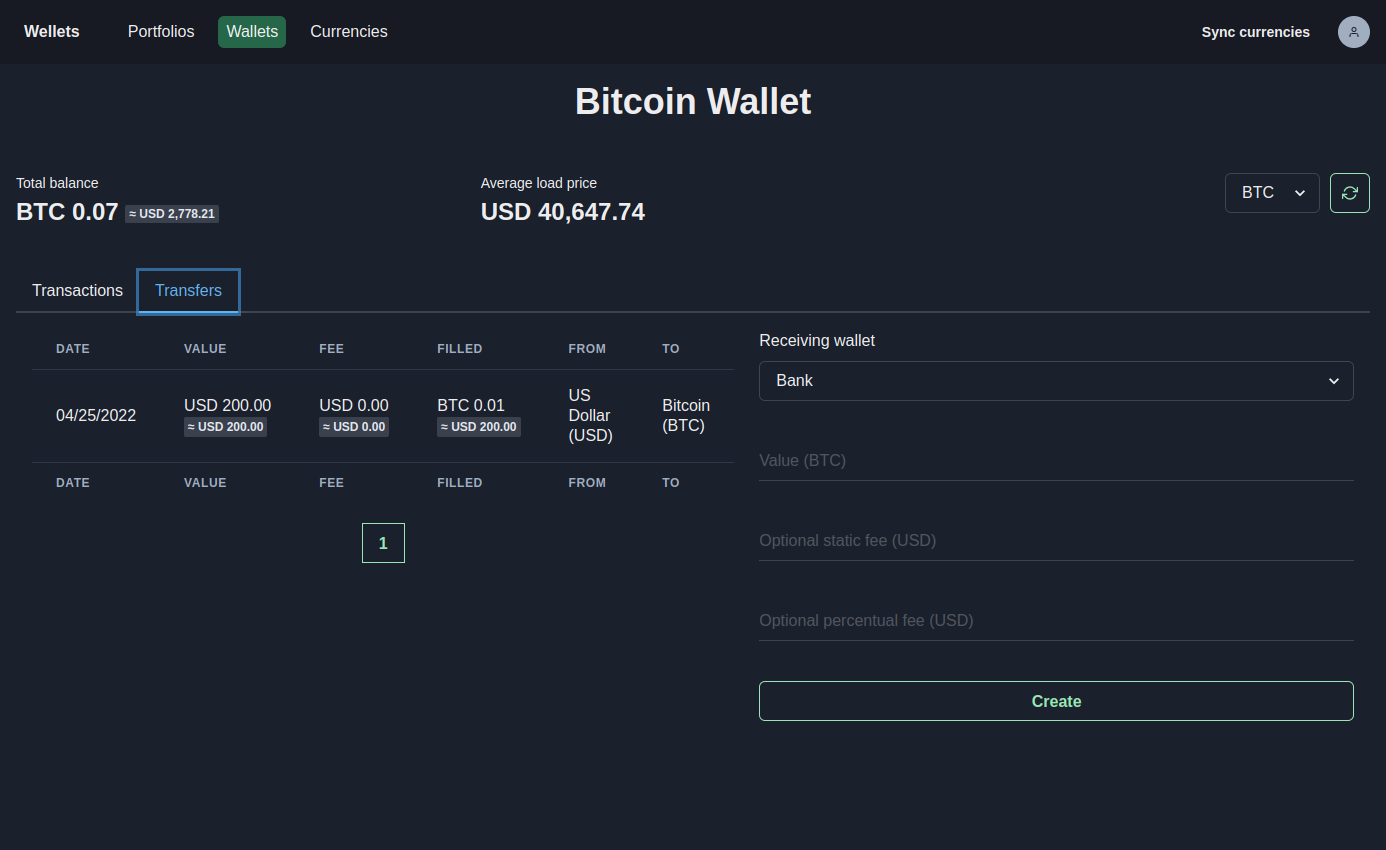 Wellets Portfolios Wallets Currencies Sync currencies
Bitcoin Wallet
Total balance
BTC 0.07 ≈ USD 2,778.21
Average load price
USD 40,647.74
BTC
Transactions Transfers
DATE VALUE FEE FILLED FROM TO
04/25/2022
USD 200.00
≈ USD 200.00
USD 0.00
≈ USD 0.00
BTC 0.01
≈ USD 200.00
US
Dollar
(USD)
Bitcoin
(BTC)
DATE VALUE FEE FILLED FROM TO
1
Receiving wallet
Bank
Value (BTC)
Optional static fee (USD)
Optional percentual fee (USD)
Create